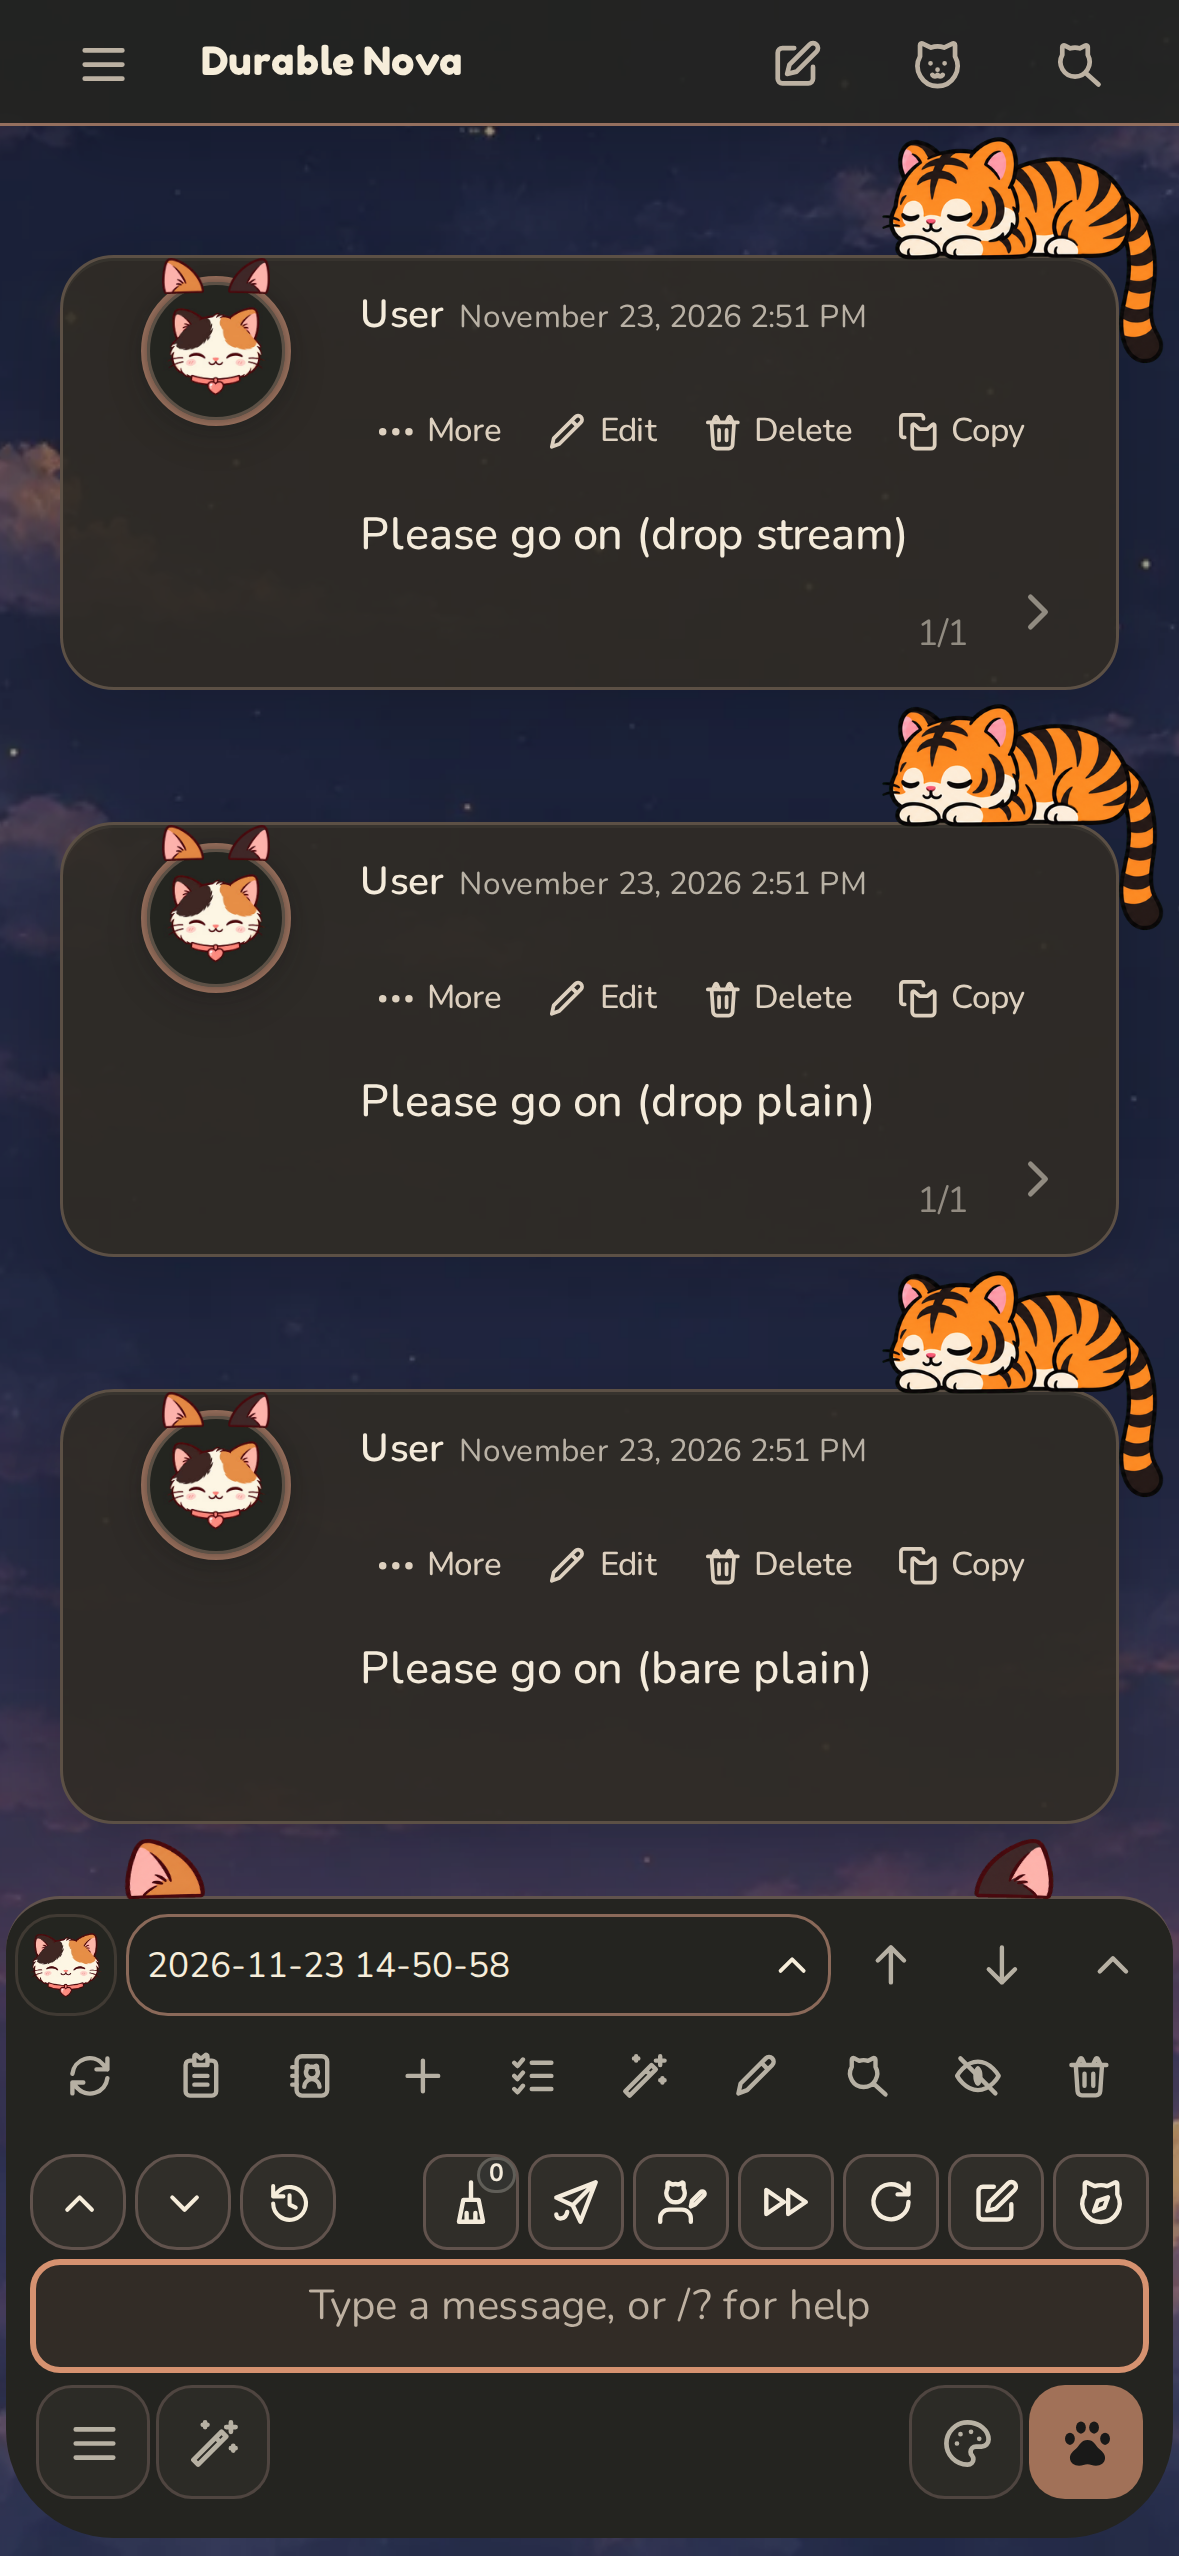 Durable Nova
User November 23, 2026 2:51 PM
More Edit Delete Copy
Please go on (drop stream)
1/1
User November 23, 2026 2:51 PM
More Edit Delete Copy
Please go on (drop plain)
1/1
User November 23, 2026 2:51 PM
More Edit Delete Copy
Please go on (bare plain)
2026-11-23 14-50-58
0
Type a message, or /? for help